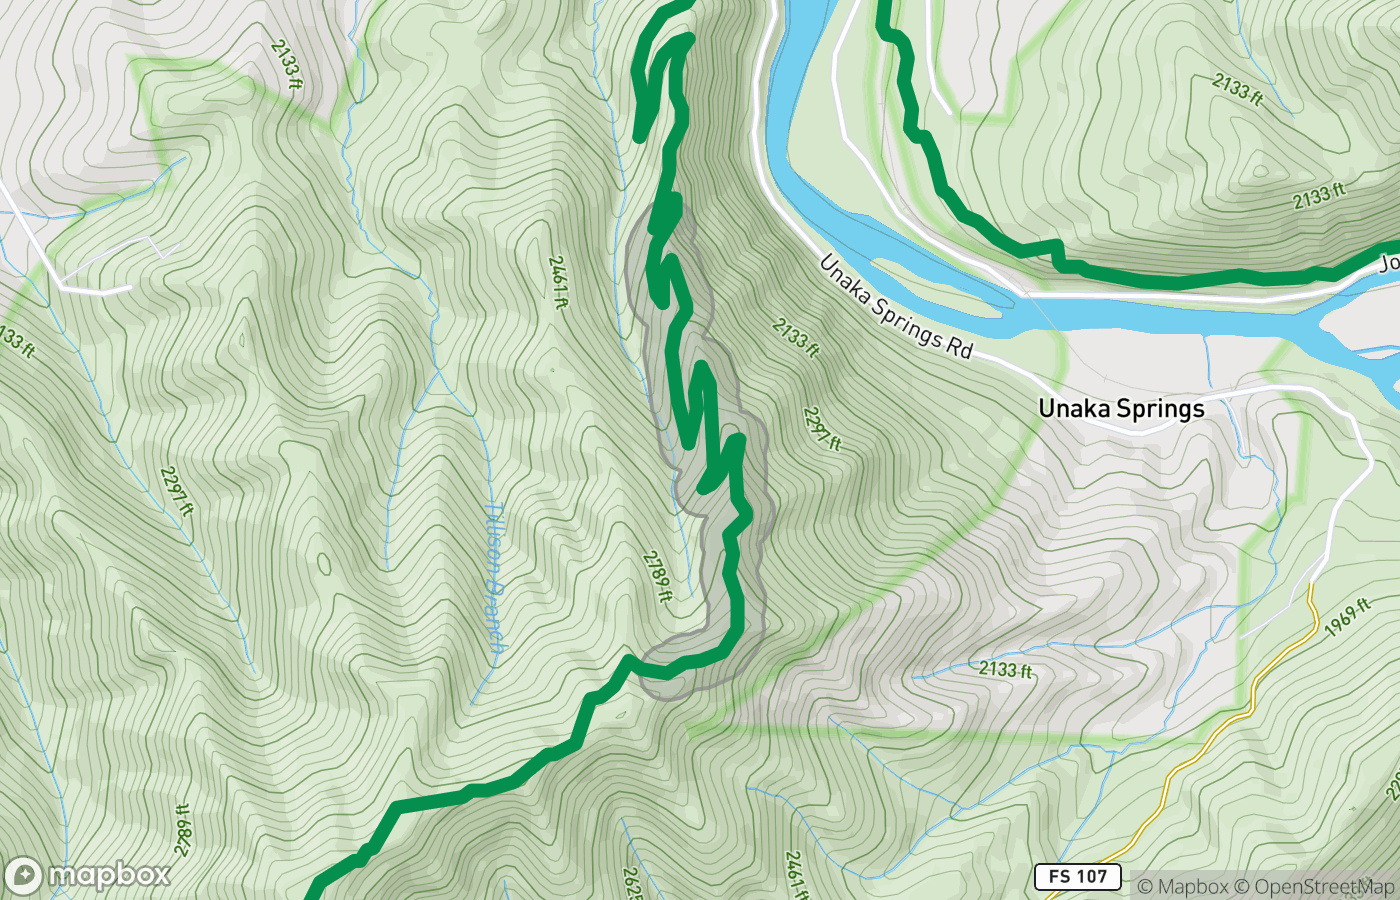 2133 ft
2133 ft
2133 ft
2461 ft
Unaka Springs Rd
Jo
133 ft
2133 ft
2297 ft
Unaka Springs
2297 ft
Tillison Branch
2789 ft
1969 ft
2133 ft
2789 ft
2461 ft
2625
FS 107
mapbox
© Mapbox © OpenStreetMap